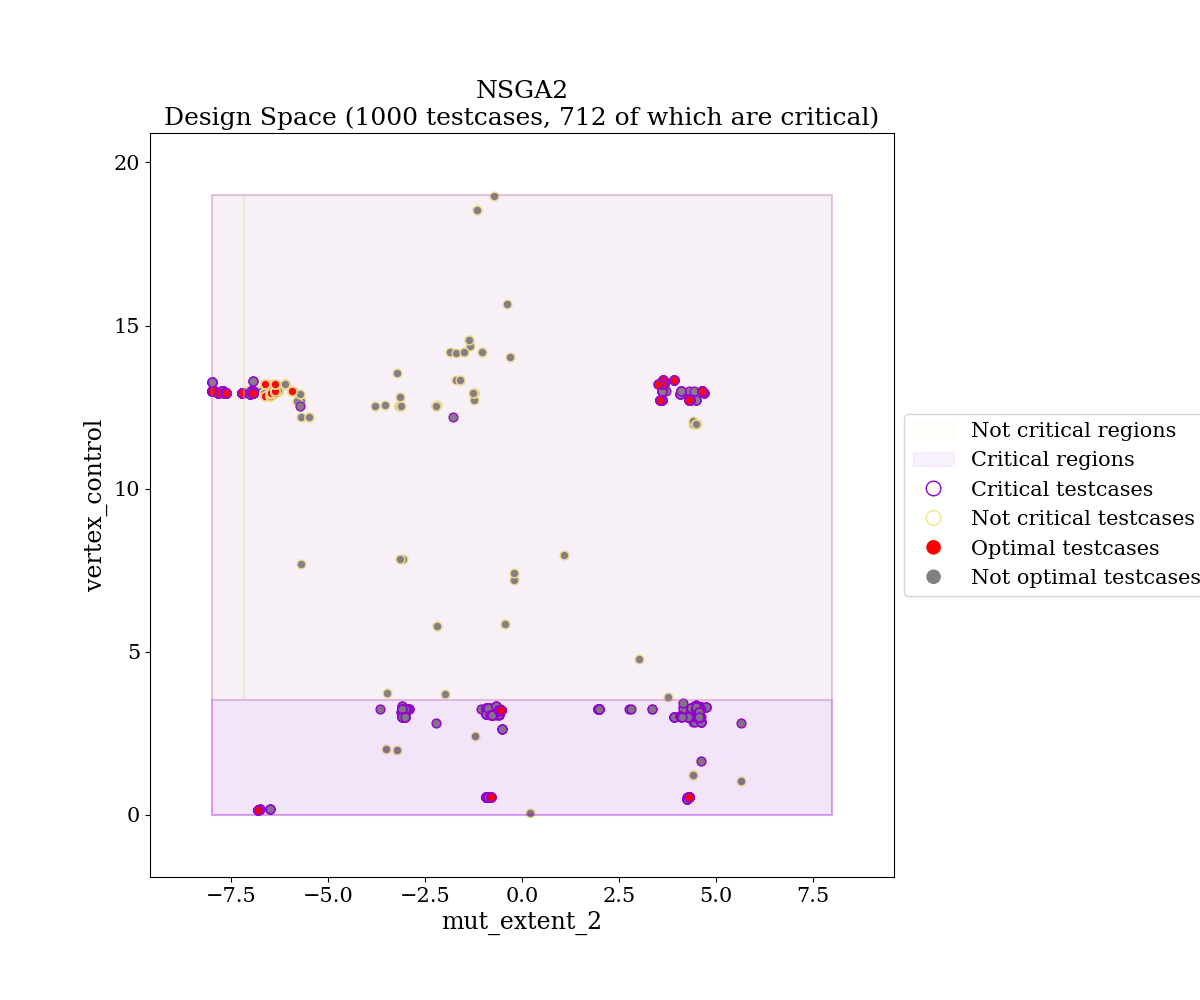 NSGA2
Design Space (1000 testcases, 712 of which are critical)
20
15
10
5
0
vertex_control
−7.5 −5.0 −2.5 0.0 2.5 5.0 7.5
mut_extent_2
Not critical regions
Critical regions
Critical testcases
Not critical testcases
Optimal testcases
Not optimal testcases